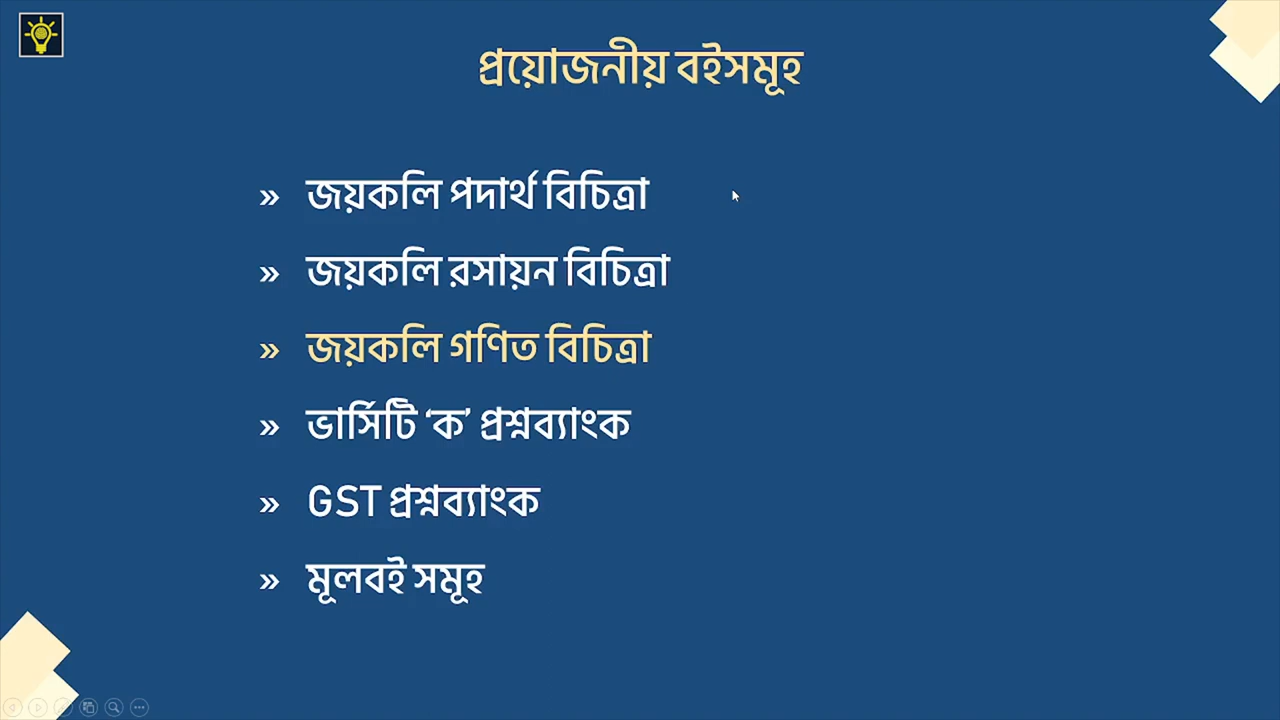 প্রয়োজনীয় বইসমূহ
» জয়কলি পদার্থ বিচিত্রা
» জয়কলি রসায়ন বিচিত্রা
» জয়কলি গণিত বিচিত্রা
» ভার্সিটি ‘ক’ প্রশ্নব্যাংক
» GST প্রশ্নব্যাংক
» মূলবই সমূহ